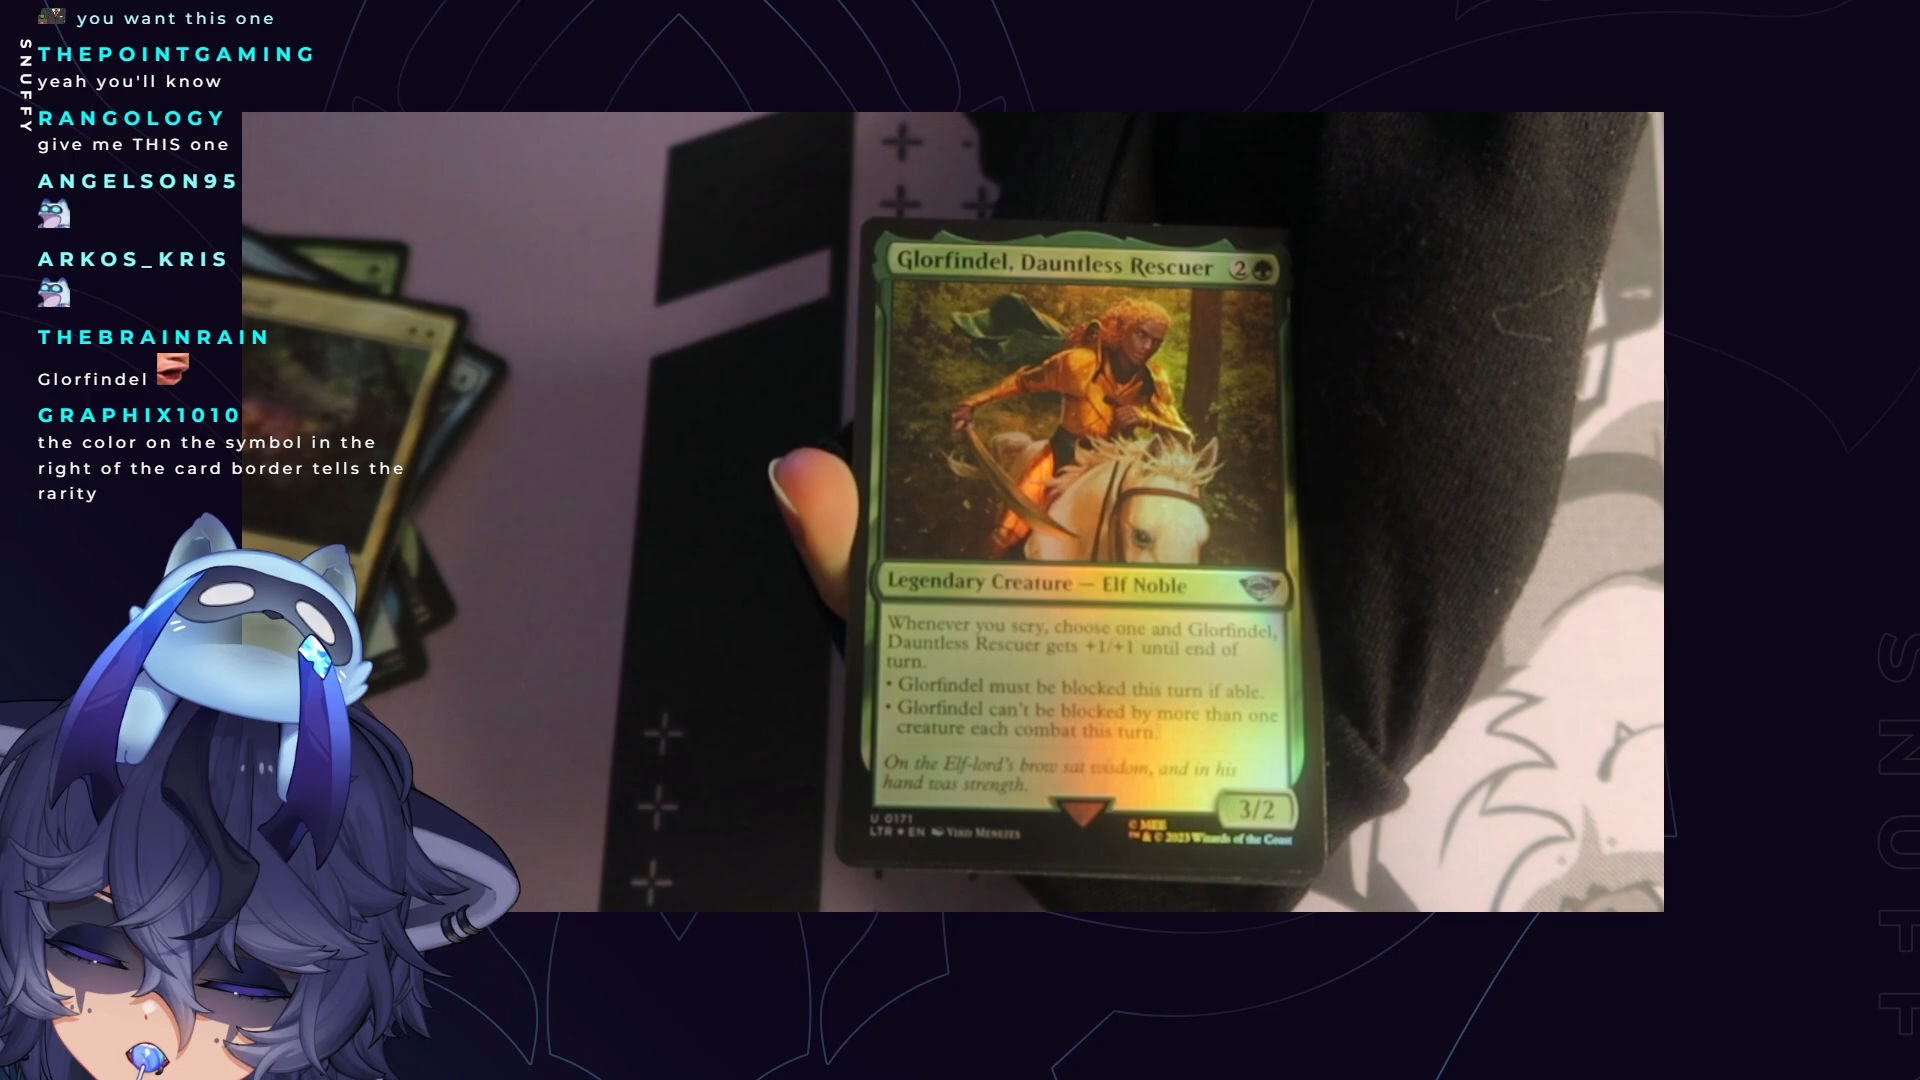 you want this one
SNUFFY
THEPOINTGAMING
yeah you'll know
RANGOLOGY
give me THIS one
ANGELSON95
ARKOS_KRIS
THEBRAINRAIN
Glorfindel
GRAPHIX1010
the color on the symbol in the
right of the card border tells the
rarity
Glorfindel, Dauntless Rescuer 2
Legendary Creature — Elf Noble
Whenever you scry, choose one and Glorfindel,
Dauntless Rescuer gets +1/+1 until end of
turn.
• Glorfindel must be blocked this turn if able.
• Glorfindel can't be blocked by more than one
creature each combat this turn.
On the Elf-lord's brow sat wisdom, and in his
hand was strength.
3/2
U 0171
LTR ★ EN Viko Menezes
© MEE
™ & © 2023 Wizards of the Coast
SNUFF